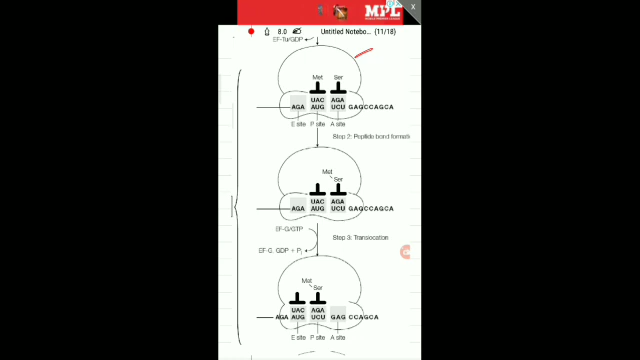 MPL
X
8.0 Untitled Notebo... (11/18)
EF-Tu/GDP
Met Ser
UAC AGA
AGA AUG UCU GAGCCAGCA
E site P site A site
Step 2: Peptide bond formati
Met
Ser
UAC AGA
AGA AUG UCU GAGCCAGCA
EF-G/GTP
Step 3: Translocation
EF-G. GDP + Pi
Met
Ser
UAC AGA
AGA AUG UCU GAG CCAGCA
E site P site A site